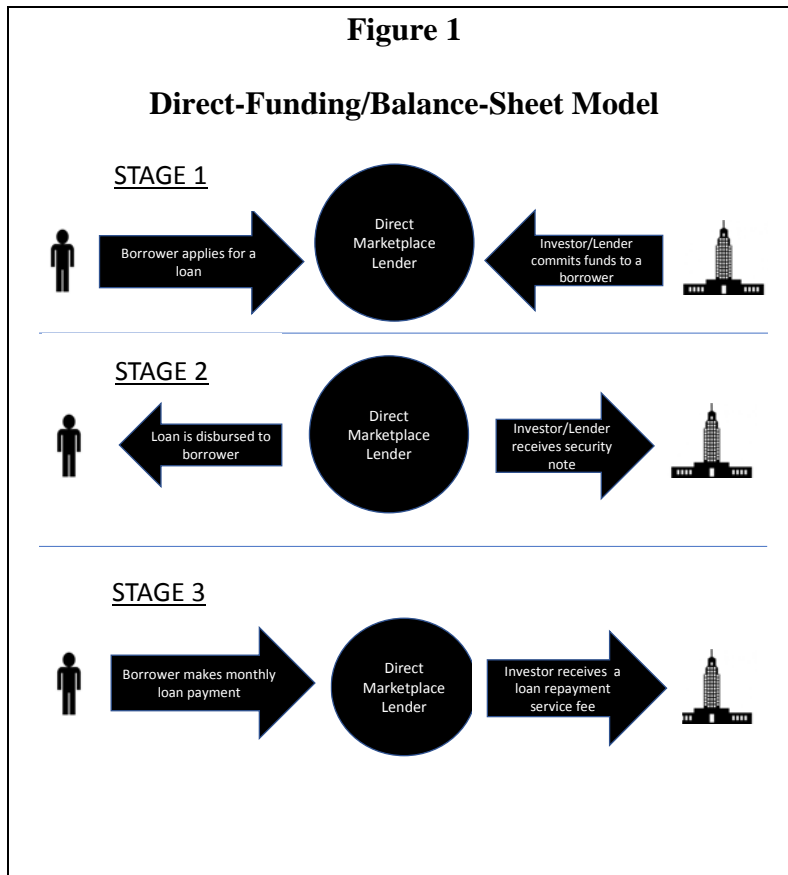 Figure 1
Direct-Funding/Balance-Sheet Model
STAGE 1
Borrower applies for a
loan
Direct
Marketplace
Lender
Investor/Lender
commits funds to a
borrower
STAGE 2
Loan is disbursed to
borrower
Direct
Marketplace
Lender
Investor/Lender
receives security
note
STAGE 3
Borrower makes monthly
loan payment
Direct
Marketplace
Lender
Investor receives a
loan repayment
service fee